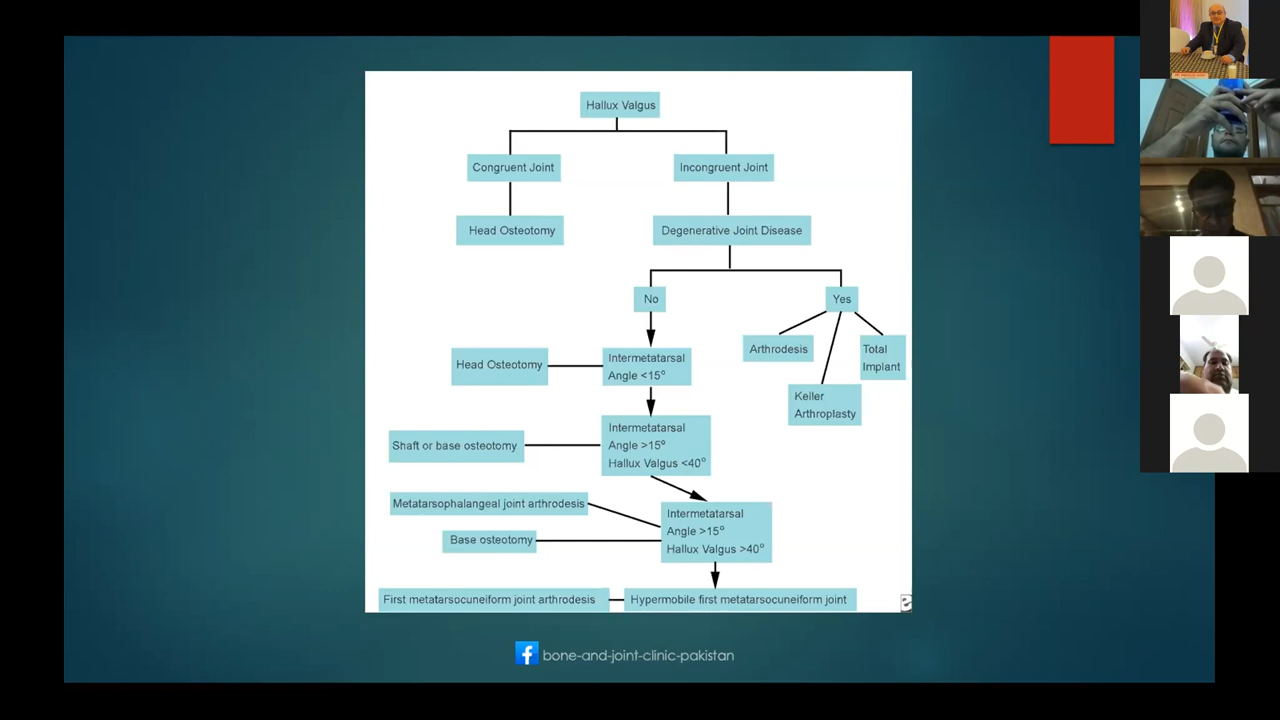 Hallux Valgus
Congruent Joint
Incongruent Joint
Head Osteotomy
Degenerative Joint Disease
No
Yes
Head Osteotomy
Intermetatarsal
Angle <15°
Arthrodesis
Total
Implant
Keller
Arthroplasty
Shaft or base osteotomy
Intermetatarsal
Angle >15°
Hallux Valgus <40°
Metatarsophalangeal joint arthrodesis
Base osteotomy
Intermetatarsal
Angle >15°
Hallux Valgus >40°
First metatarsocuneiform joint arthrodesis
Hypermobile first metatarsocuneiform joint
f bone-and-joint-clinic-pakistan